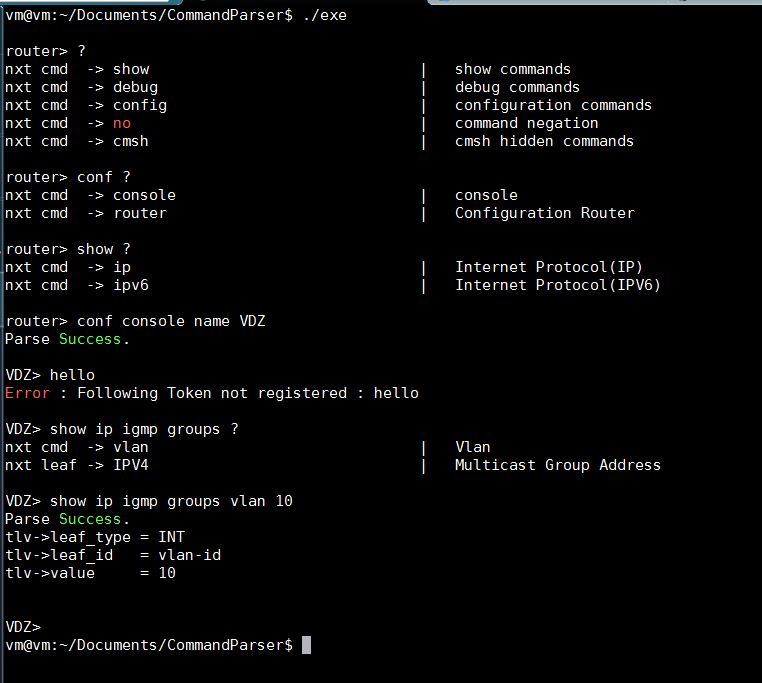 vm@vm:~/Documents/CommandParser$ ./exe
router> ?
nxt cmd  -> show                              |   show commands
nxt cmd  -> debug                             |   debug commands
nxt cmd  -> config                            |   configuration commands
nxt cmd  -> no                                |   command negation
nxt cmd  -> cmsh                              |   cmsh hidden commands
router> conf ?
nxt cmd  -> console                           |   console
nxt cmd  -> router                            |   Configuration Router
router> show ?
nxt cmd  -> ip                                |   Internet Protocol(IP)
nxt cmd  -> ipv6                              |   Internet Protocol(IPV6)
router> conf console name VDZ
Parse Success.
VDZ> hello
Error : Following Token not registered : hello
VDZ> show ip igmp groups ?
nxt cmd  -> vlan                              |   Vlan
nxt leaf -> IPV4                              |   Multicast Group Address
VDZ> show ip igmp groups vlan 10
Parse Success.
tlv->leaf_type = INT
tlv->leaf_id   = vlan-id
tlv->value     = 10
VDZ>
vm@vm:~/Documents/CommandParser$